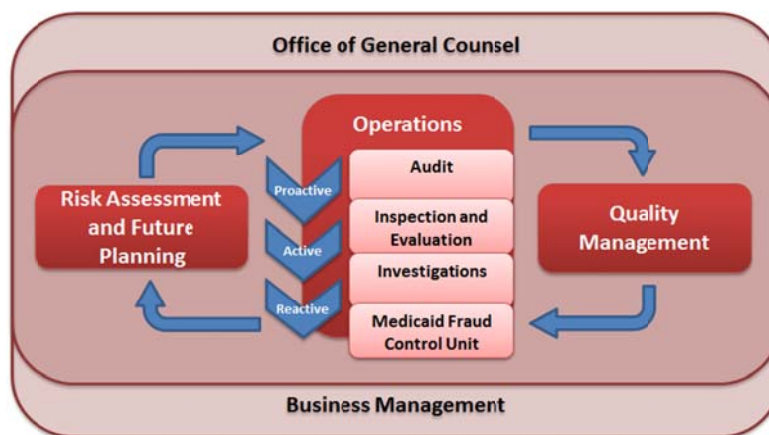 Office of General Counsel
Operations
Audit
Proactive
Risk Assessment
and Future
Planning
Inspection and
Evaluation
Active
Quality
Management
Investigations
Reactive
Medicaid Fraud
Control Unit
Business Management